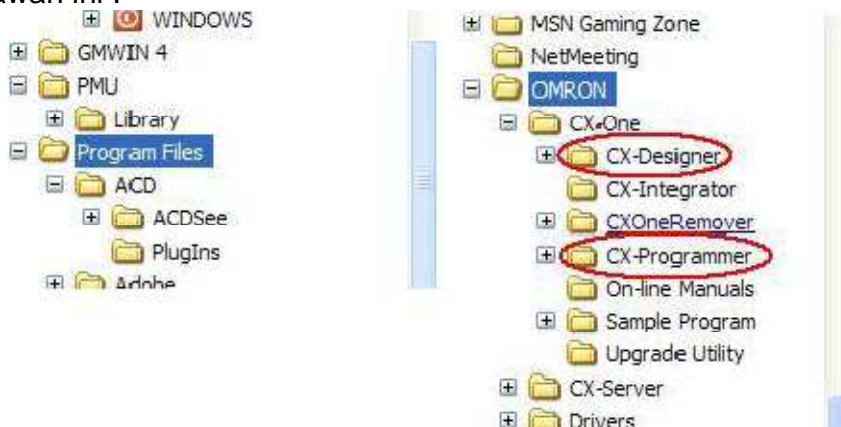 WINDOWS
GMWIN 4
PMU
Library
Program Files
ACD
ACDSee
PlugIns
Adobe
MSN Gaming Zone
NetMeeting
OMRON
CX-One
CX-Designer
CX-Integrator
CXOneRemover
CX-Programmer
On-line Manuals
Sample Program
Upgrade Utility
CX-Server
Drivers